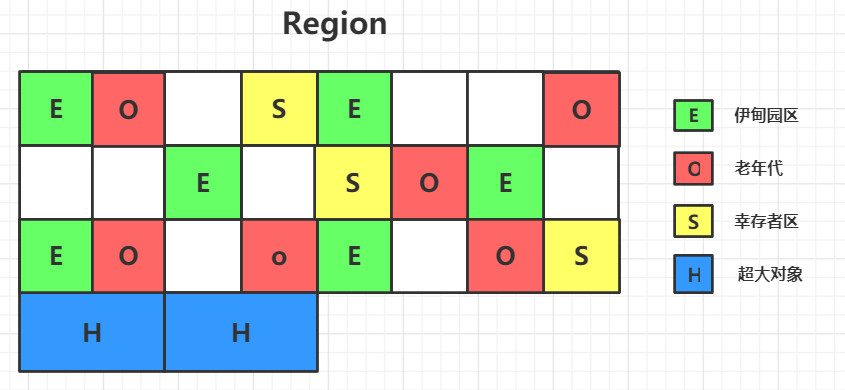 Region
E O S E O
E S O E
E O o E O S
H H
E 伊甸园区
O 老年代
S 幸存者区
H 超大对象